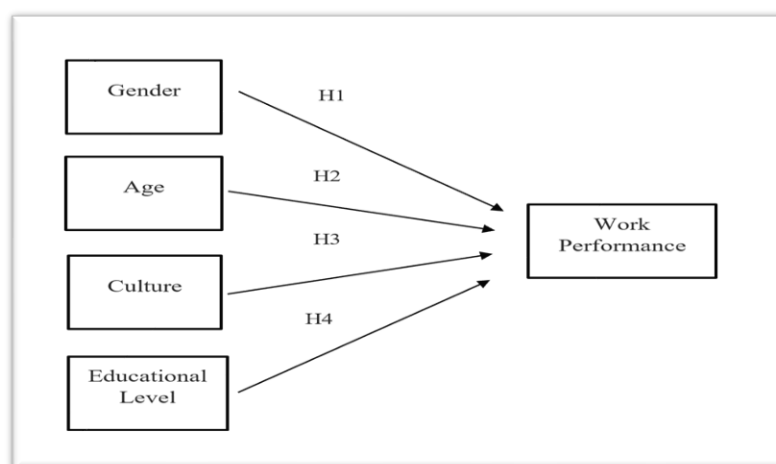 Gender
H1
Age
H2
Work
Performance
H3
Culture
H4
Educational
Level